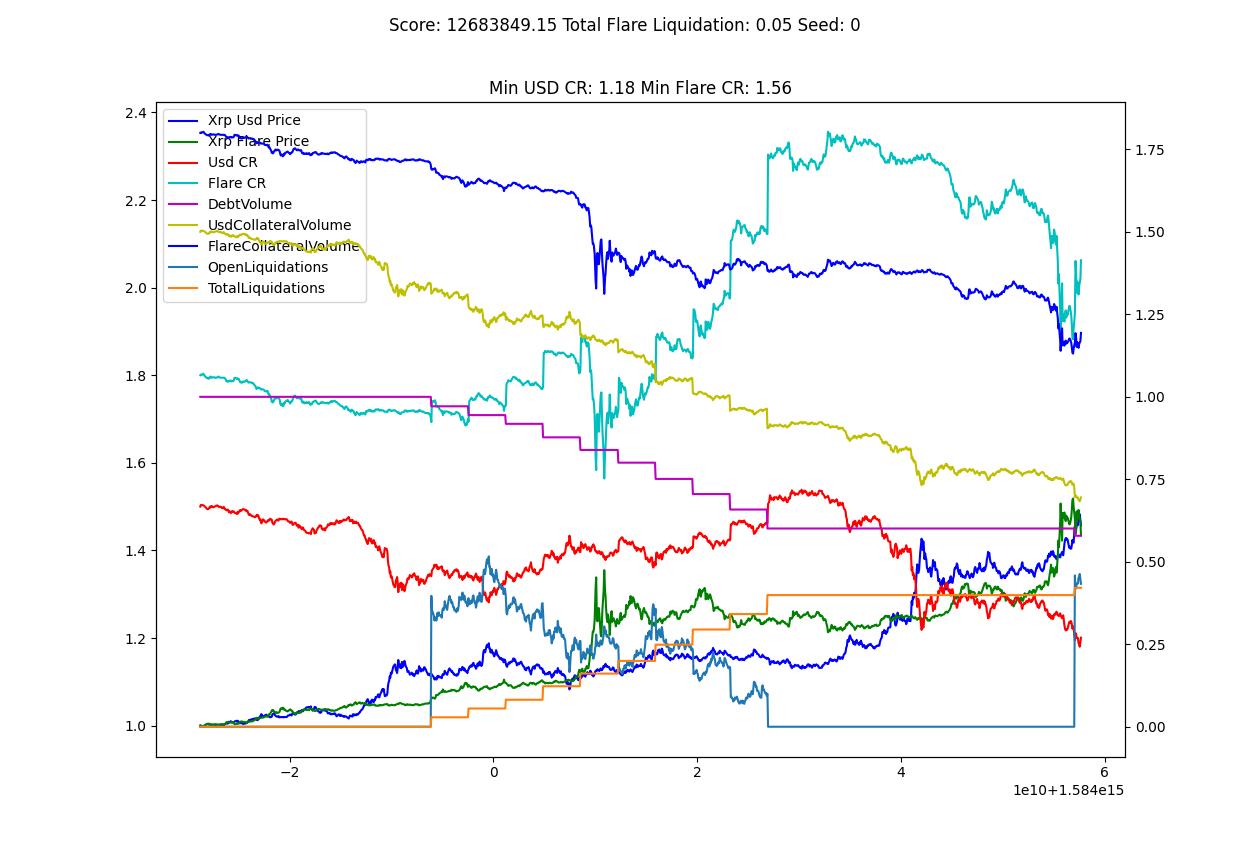 Score: 12683849.15 Total Flare Liquidation: 0.05 Seed: 0
Min USD CR: 1.18 Min Flare CR: 1.56
Xrp Usd Price
Xrp Flare Price
Usd CR
Flare CR
DebtVolume
UsdCollateralVolume
FlareCollateralVolume
OpenLiquidations
TotalLiquidations
2.4
2.2
2.0
1.8
1.6
1.4
1.2
1.0
1.75
1.50
1.25
1.00
0.75
0.50
0.25
0.00
−2 0 2 4 6
1e10+1.584e15